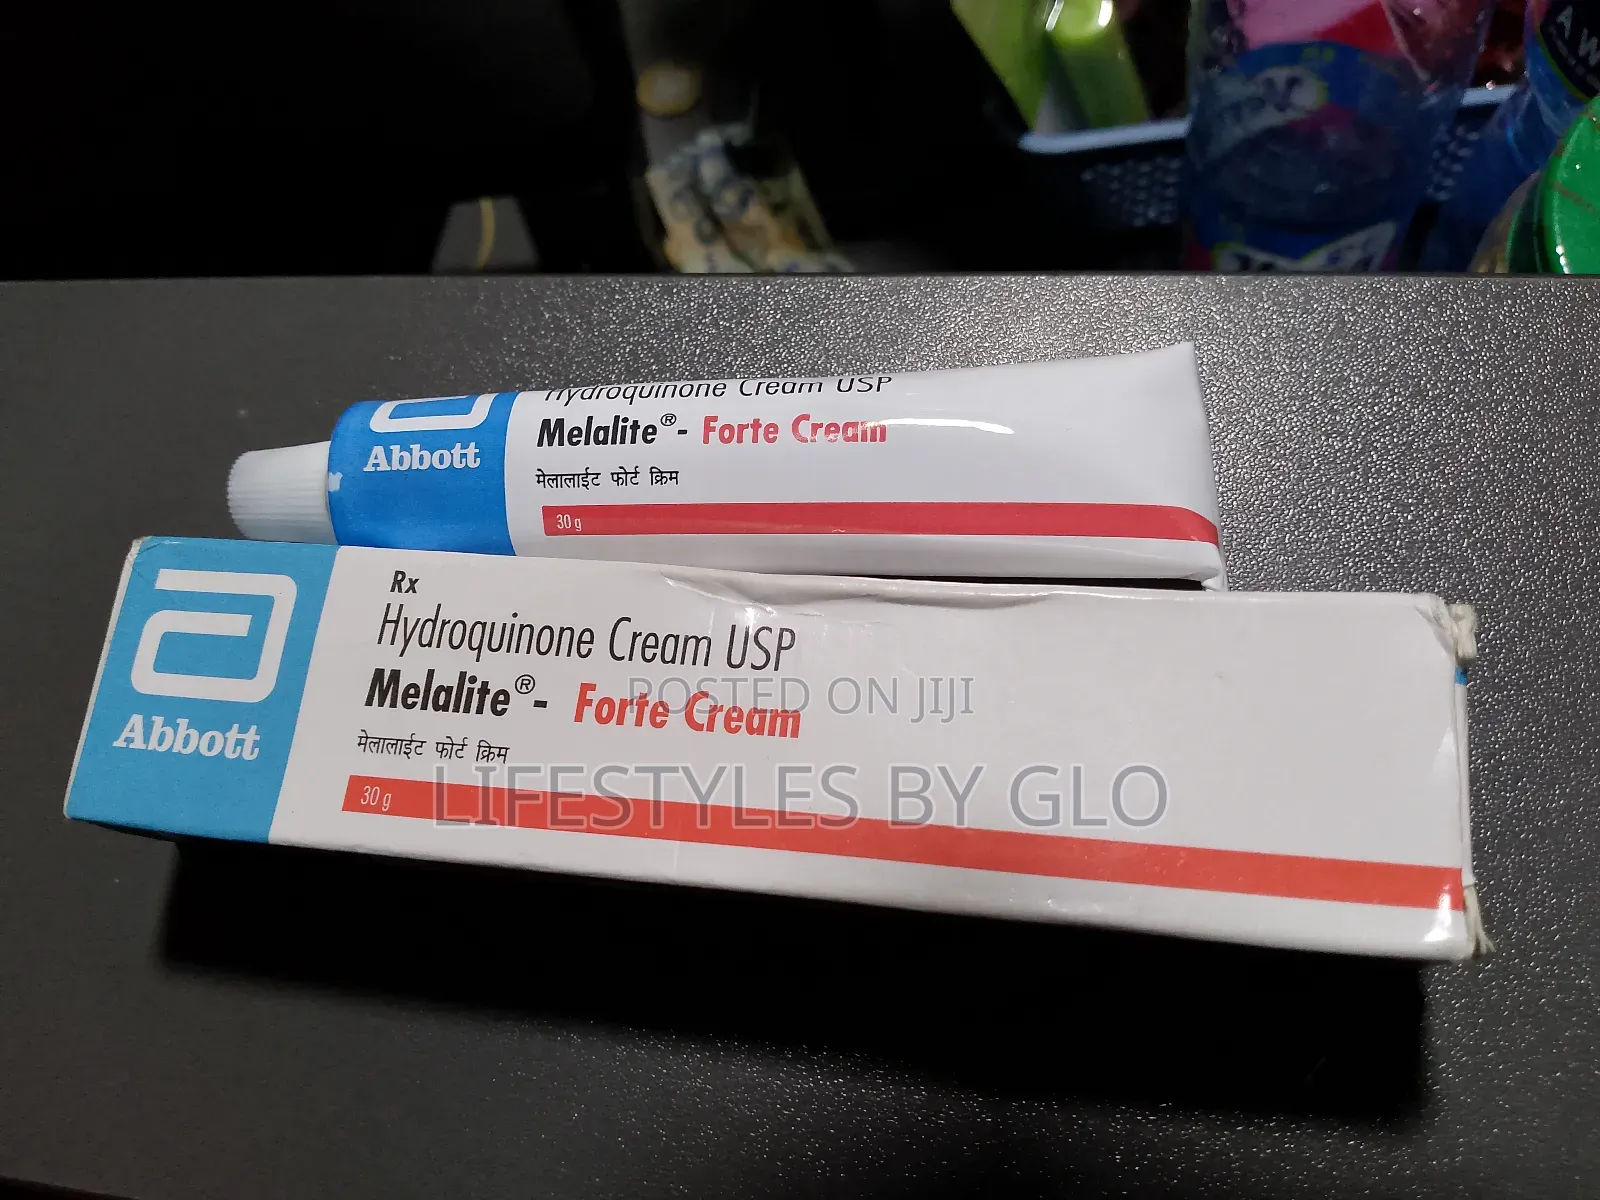 Hydroquinone Cream USP
Abbott
Melalite®- Forte Cream
मेलालाईट फोर्ट क्रिम
30 g
Abbott
Rx
Hydroquinone Cream USP
Melalite®- Forte Cream
मेलालाईट फोर्ट क्रिम
30 g
POSTED ON JIJI
LIFESTYLES BY GLO